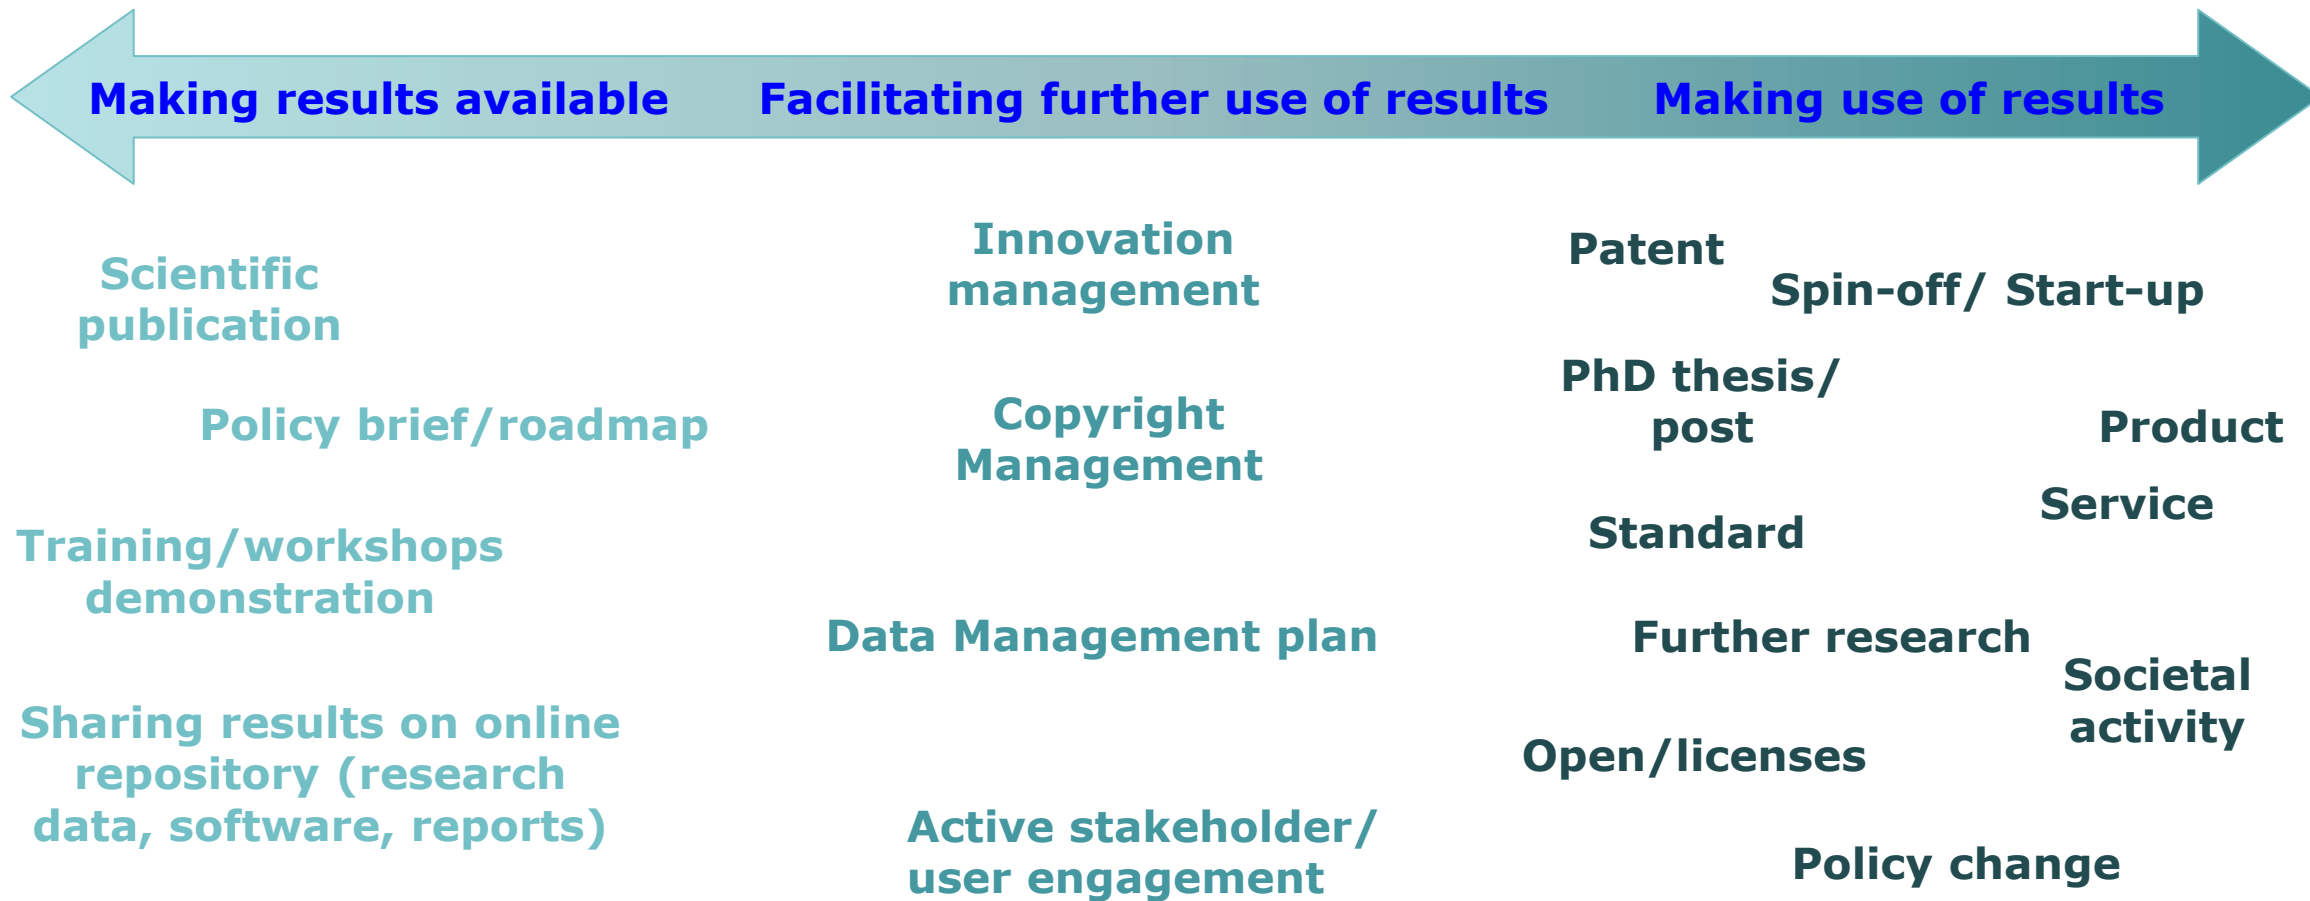 Making results available
Facilitating further use of results
Making use of results
Scientific
publication
Policy brief/roadmap
Training/workshops
demonstration
Sharing results on online
repository (research
data, software, reports)
Innovation
management
Copyright
Management
Data Management plan
Active stakeholder/
user engagement
Patent
Spin-off/ Start-up
PhD thesis/
post
Product
Service
Standard
Further research
Societal
activity
Open/licenses
Policy change